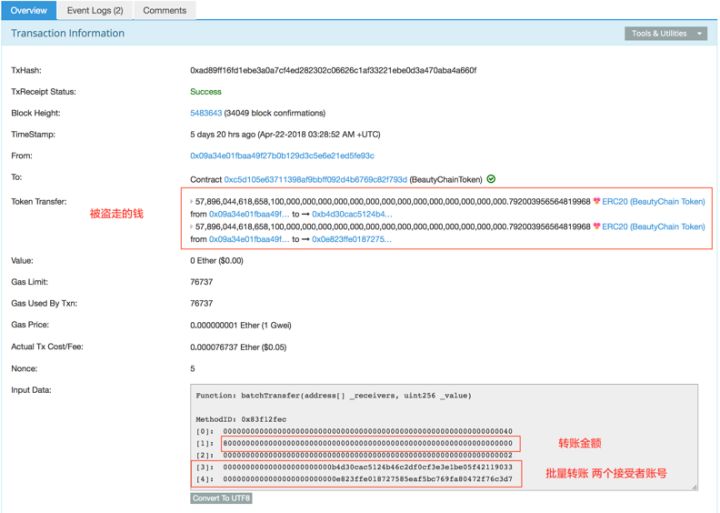 Overview Event Logs (2) Comments
Transaction Information Tools & Utilities
TxHash: 0xad89ff16fd1ebe3a0a7cf4ed282302c06626c1af33221ebe0d3a470aba4a660f
TxReceipt Status: Success
Block Height: 5483643 (34049 block confirmations)
TimeStamp: 5 days 20 hrs ago (Apr-22-2018 03:28:52 AM +UTC)
From: 0x09a34e01fbaa49f27b0b129d3c5e6e21ed5fe93c
To: Contract 0xc5d105e63711398af9bbff092d4b6769c82f793d (BeautyChainToken)
Token Transfer: 57,896,044,618,658,100,000,000,000,000,000,000,000,000,000,000,000,000,000,000.792003956564819968 ERC20 (BeautyChain Token)
被盗走的钱
from 0x09a34e01fbaa49f... to → 0xb4d30cac5124b4...
57,896,044,618,658,100,000,000,000,000,000,000,000,000,000,000,000,000,000,000.792003956564819968 ERC20 (BeautyChain Token)
from 0x09a34e01fbaa49f... to → 0x0e823ffe0187275...
Value: 0 Ether ($0.00)
Gas Limit: 76737
Gas Used By Txn: 76737
Gas Price: 0.000000001 Ether (1 Gwei)
Actual Tx Cost/Fee: 0.000076737 Ether ($0.05)
Nonce: 5
Input Data:
Function: batchTransfer(address[] _receivers, uint256 _value)
MethodID: 0x83f12fec
[0]: 0000000000000000000000000000000000000000000000000000000000000040
[1]: 8000000000000000000000000000000000000000000000000000000000000000
转账金额
[2]: 0000000000000000000000000000000000000000000000000000000000000002
[3]: 000000000000000000000000b4d30cac5124b46c2df0cf3e3e1be05f42119033
批量转账 两个接受者账号
[4]: 0000000000000000000000000e823ffe018727585eaf5bc769fa80472f76c3d7
Convert To UTF8